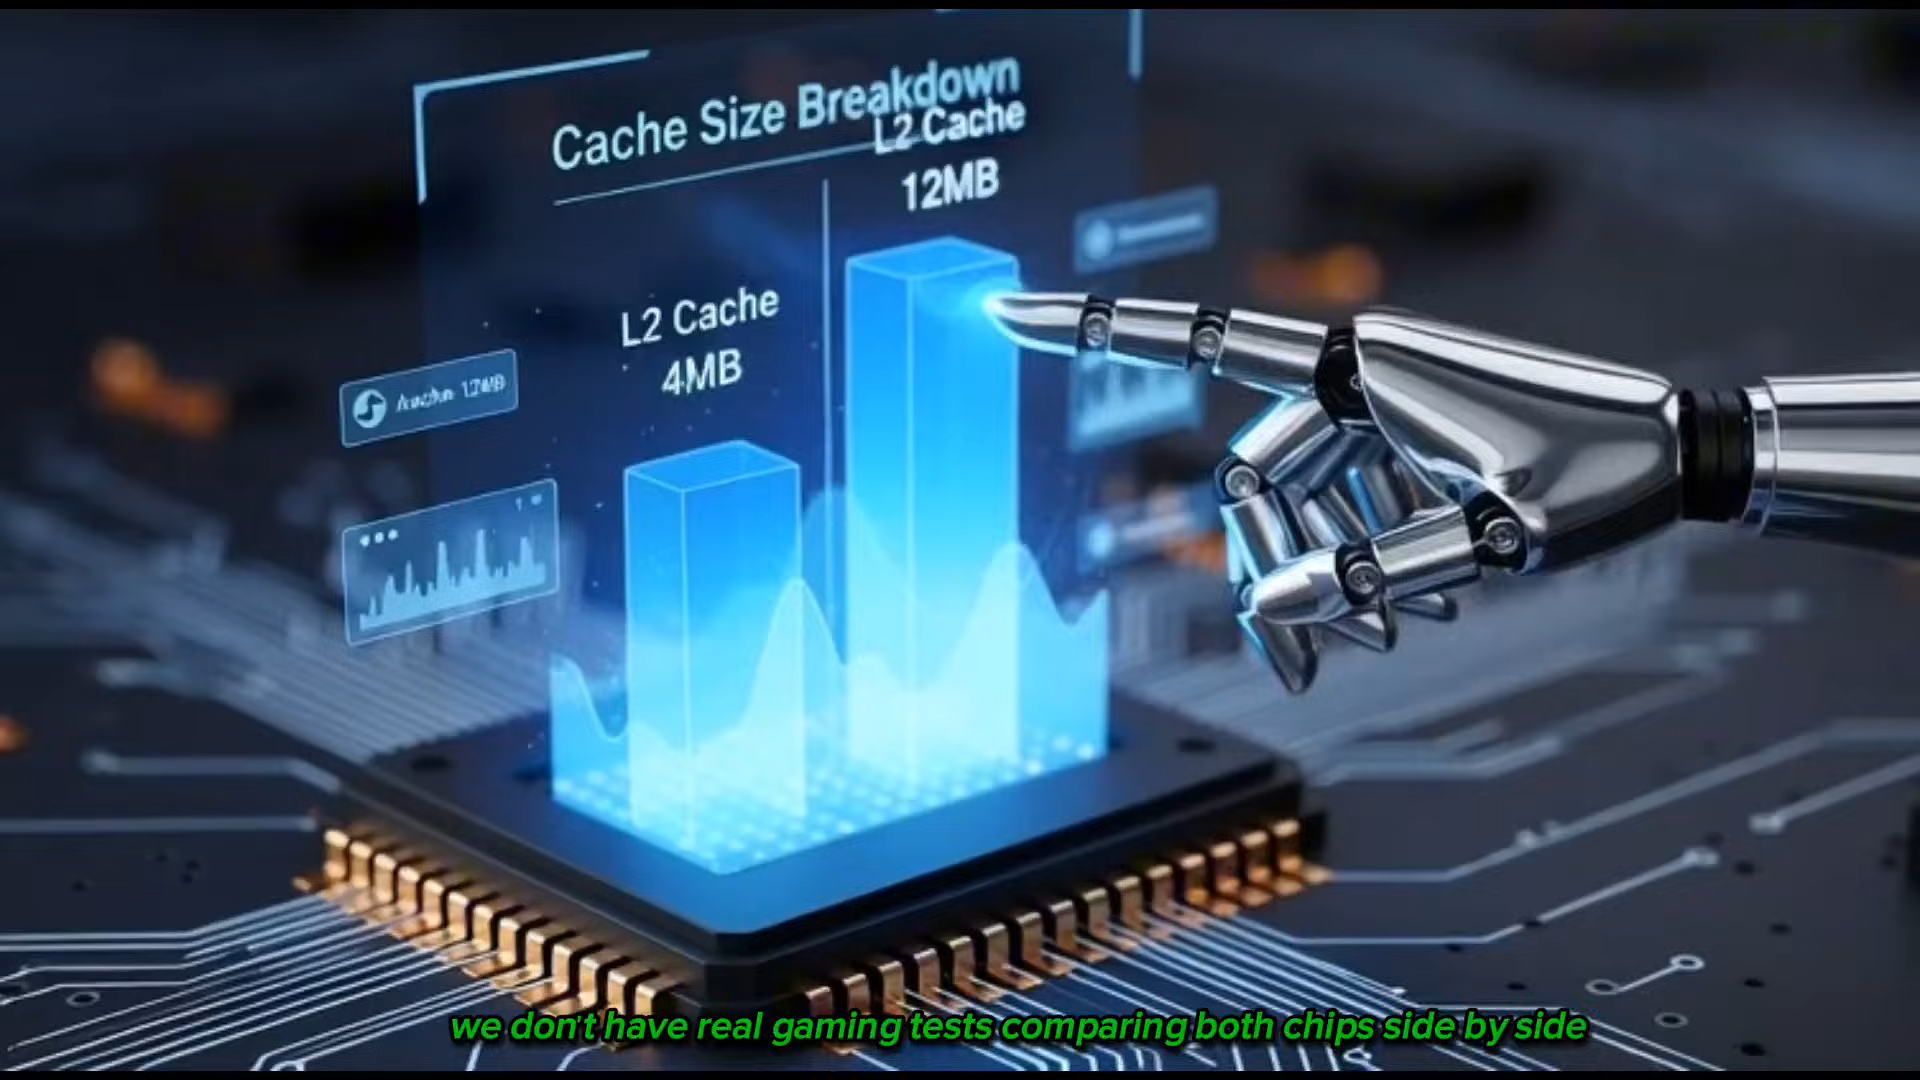 Cache Size Breakdown
L2 Cache
12MB
L2 Cache
4MB
we don't have real gaming tests comparing both chips side by side